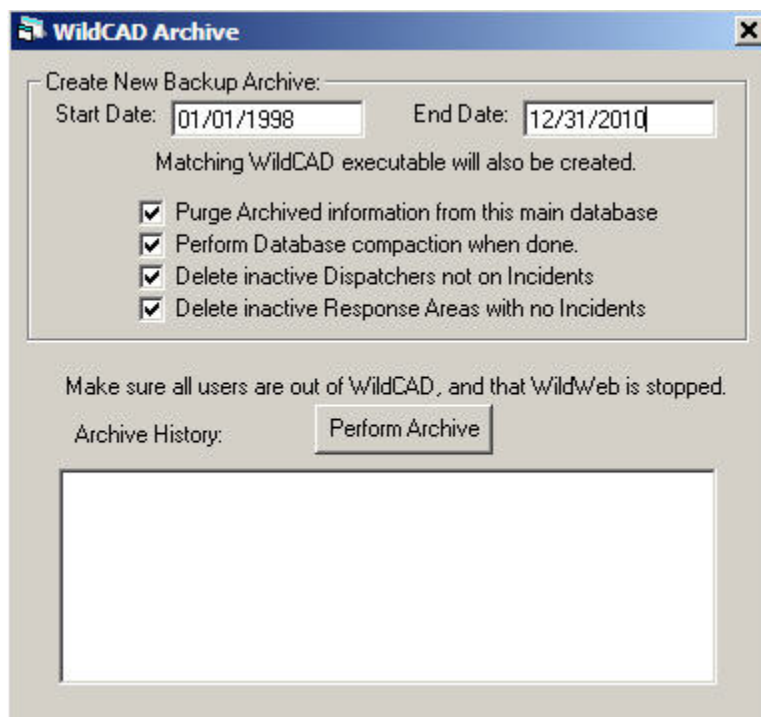 WildCAD Archive
Create New Backup Archive:
Start Date: 01/01/1998 End Date: 12/31/2010
Matching WildCAD executable will also be created.
Purge Archived information from this main database
Perform Database compaction when done.
Delete inactive Dispatchers not on Incidents
Delete inactive Response Areas with no Incidents
Make sure all users are out of WildCAD, and that WildWeb is stopped.
Archive History: Perform Archive